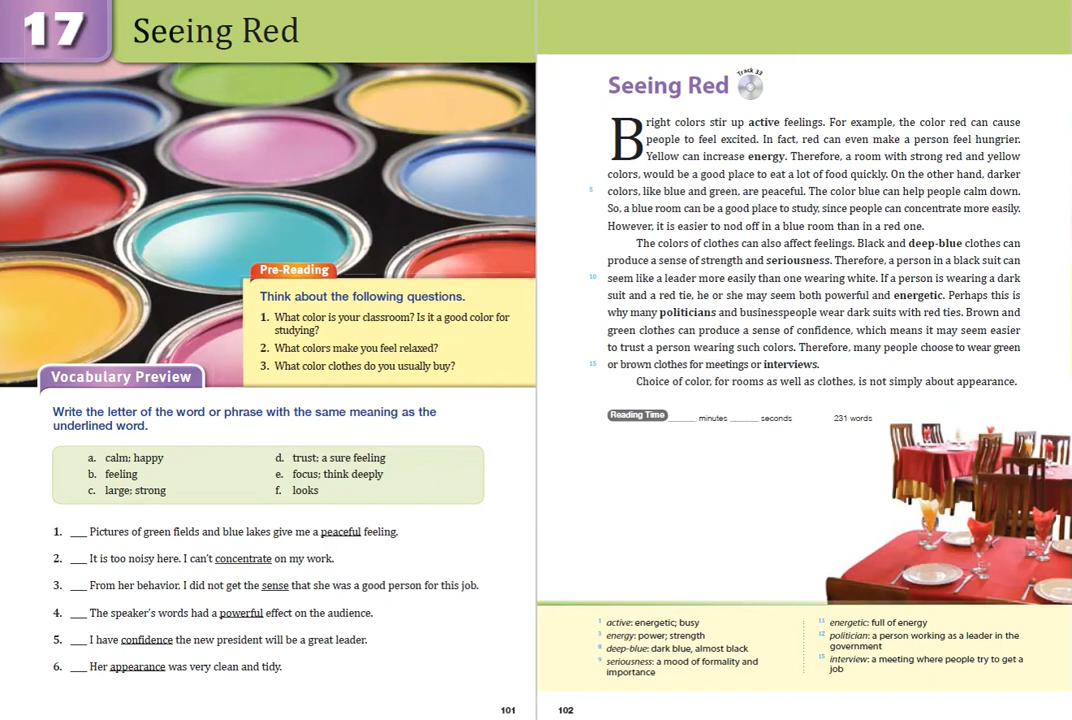 17
Seeing Red
Pre-Reading
Think about the following questions.
1. What color is your classroom? Is it a good color for
studying?
2. What colors make you feel relaxed?
3. What color clothes do you usually buy?
Vocabulary Preview
Write the letter of the word or phrase with the same meaning as the
underlined word.
a. calm; happy
b. feeling
c. large; strong
d. trust; a sure feeling
e. focus; think deeply
f. looks
1. ___ Pictures of green fields and blue lakes give me a peaceful feeling.
2. ___ It is too noisy here. I can't concentrate on my work.
3. ___ From her behavior, I did not get the sense that she was a good person for this job.
4. ___ The speaker's words had a powerful effect on the audience.
5. ___ I have confidence the new president will be a great leader.
6. ___ Her appearance was very clean and tidy.
101
Seeing Red
Track 33
Bright colors stir up active feelings. For example, the color red can cause
people to feel excited. In fact, red can even make a person feel hungrier.
Yellow can increase energy. Therefore, a room with strong red and yellow
colors, would be a good place to eat a lot of food quickly. On the other hand, darker
5 colors, like blue and green, are peaceful. The color blue can help people calm down.
So, a blue room can be a good place to study, since people can concentrate more easily.
However, it is easier to nod off in a blue room than in a red one.
The colors of clothes can also affect feelings. Black and deep-blue clothes can
produce a sense of strength and seriousness. Therefore, a person in a black suit can
10 seem like a leader more easily than one wearing white. If a person is wearing a dark
suit and a red tie, he or she may seem both powerful and energetic. Perhaps this is
why many politicians and businesspeople wear dark suits with red ties. Brown and
green clothes can produce a sense of confidence, which means it may seem easier
to trust a person wearing such colors. Therefore, many people choose to wear green
15 or brown clothes for meetings or interviews.
Choice of color, for rooms as well as clothes, is not simply about appearance.
Reading Time ______ minutes ______ seconds 231 words
1 active: energetic; busy
3 energy: power; strength
8 deep-blue: dark blue, almost black
9 seriousness: a mood of formality and
importance
11 energetic: full of energy
12 politician: a person working as a leader in the
government
15 interview: a meeting where people try to get a
job
102